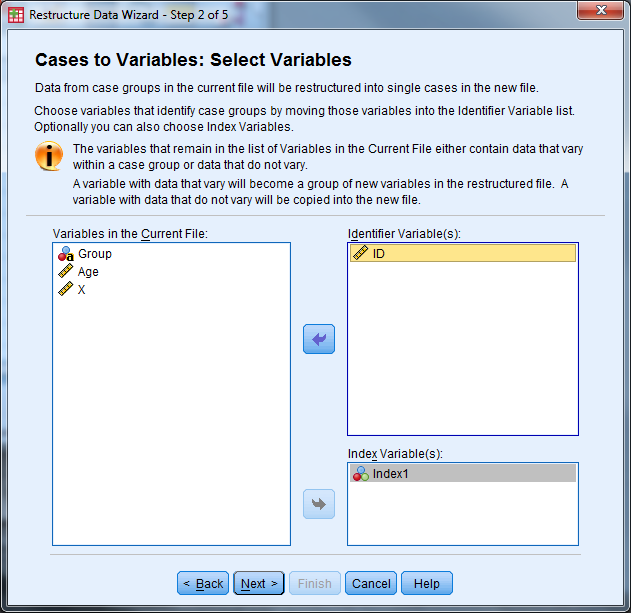 Restructure Data Wizard - Step 2 of 5
Cases to Variables: Select Variables
Data from case groups in the current file will be restructured into single cases in the new file.
Choose variables that identify case groups by moving those variables into the Identifier Variable list.
Optionally you can also choose Index Variables.
The variables that remain in the list of Variables in the Current File either contain data that vary
within a case group or data that do not vary.
A variable with data that vary will become a group of new variables in the restructured file. A
variable with data that do not vary will be copied into the new file.
Variables in the Current File:
a Group
Age
X
Identifier Variable(s):
ID
Index Variable(s):
Index1
< Back Next > Finish Cancel Help